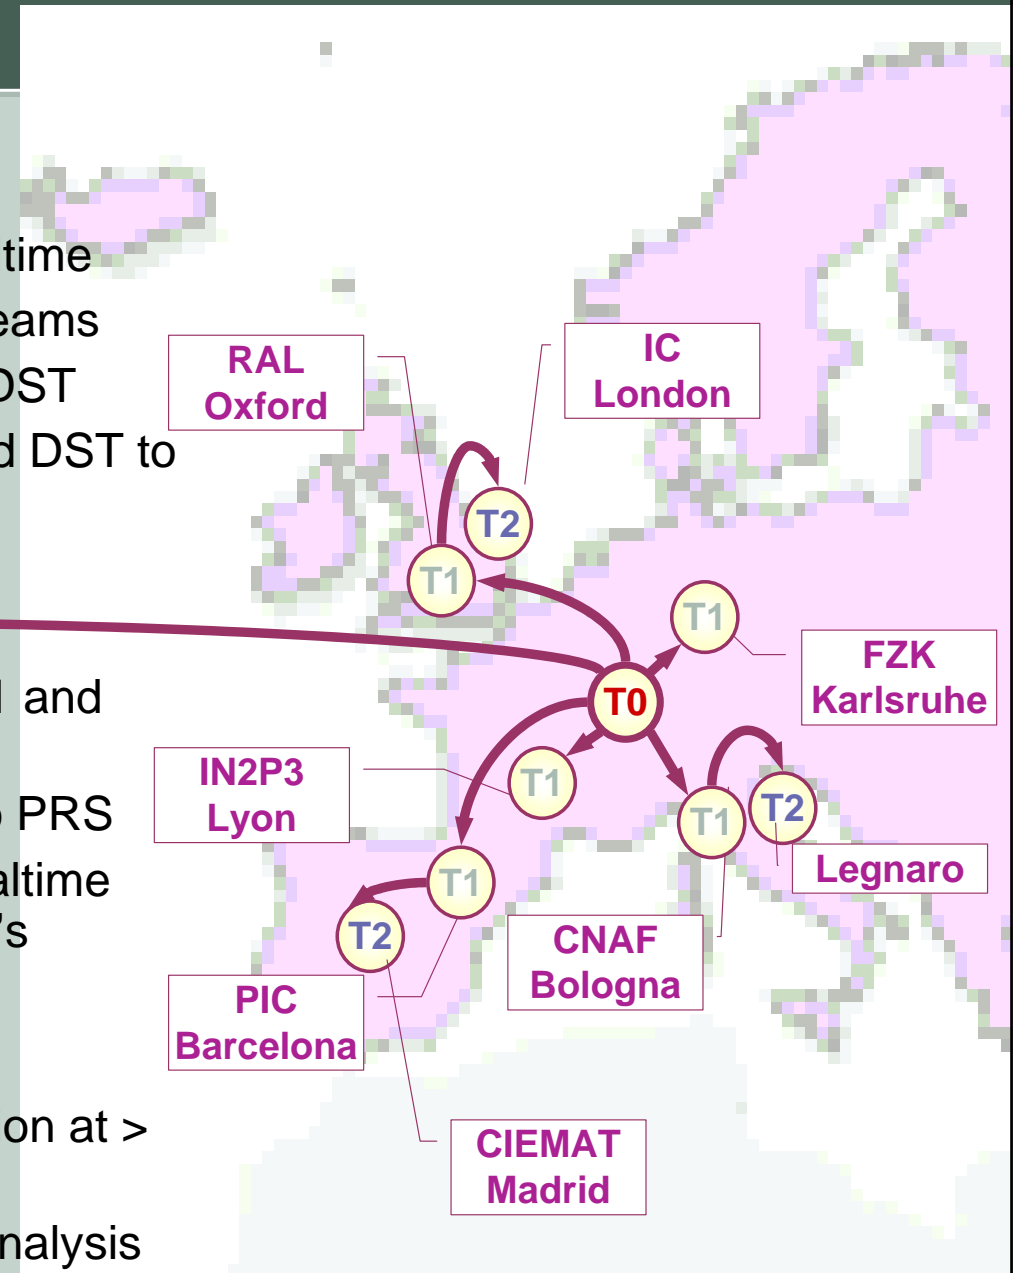 time
eams
DST
d DST to
and
PRS
altime
's
on at >
nalysis
RAL
Oxford
IC
London
T2
T1
T1
FZK
Karlsruhe
T0
IN2P3
Lyon
T1
T1
T2
Legnaro
T1
T2
CNAF
Bologna
PIC
Barcelona
CIEMAT
Madrid